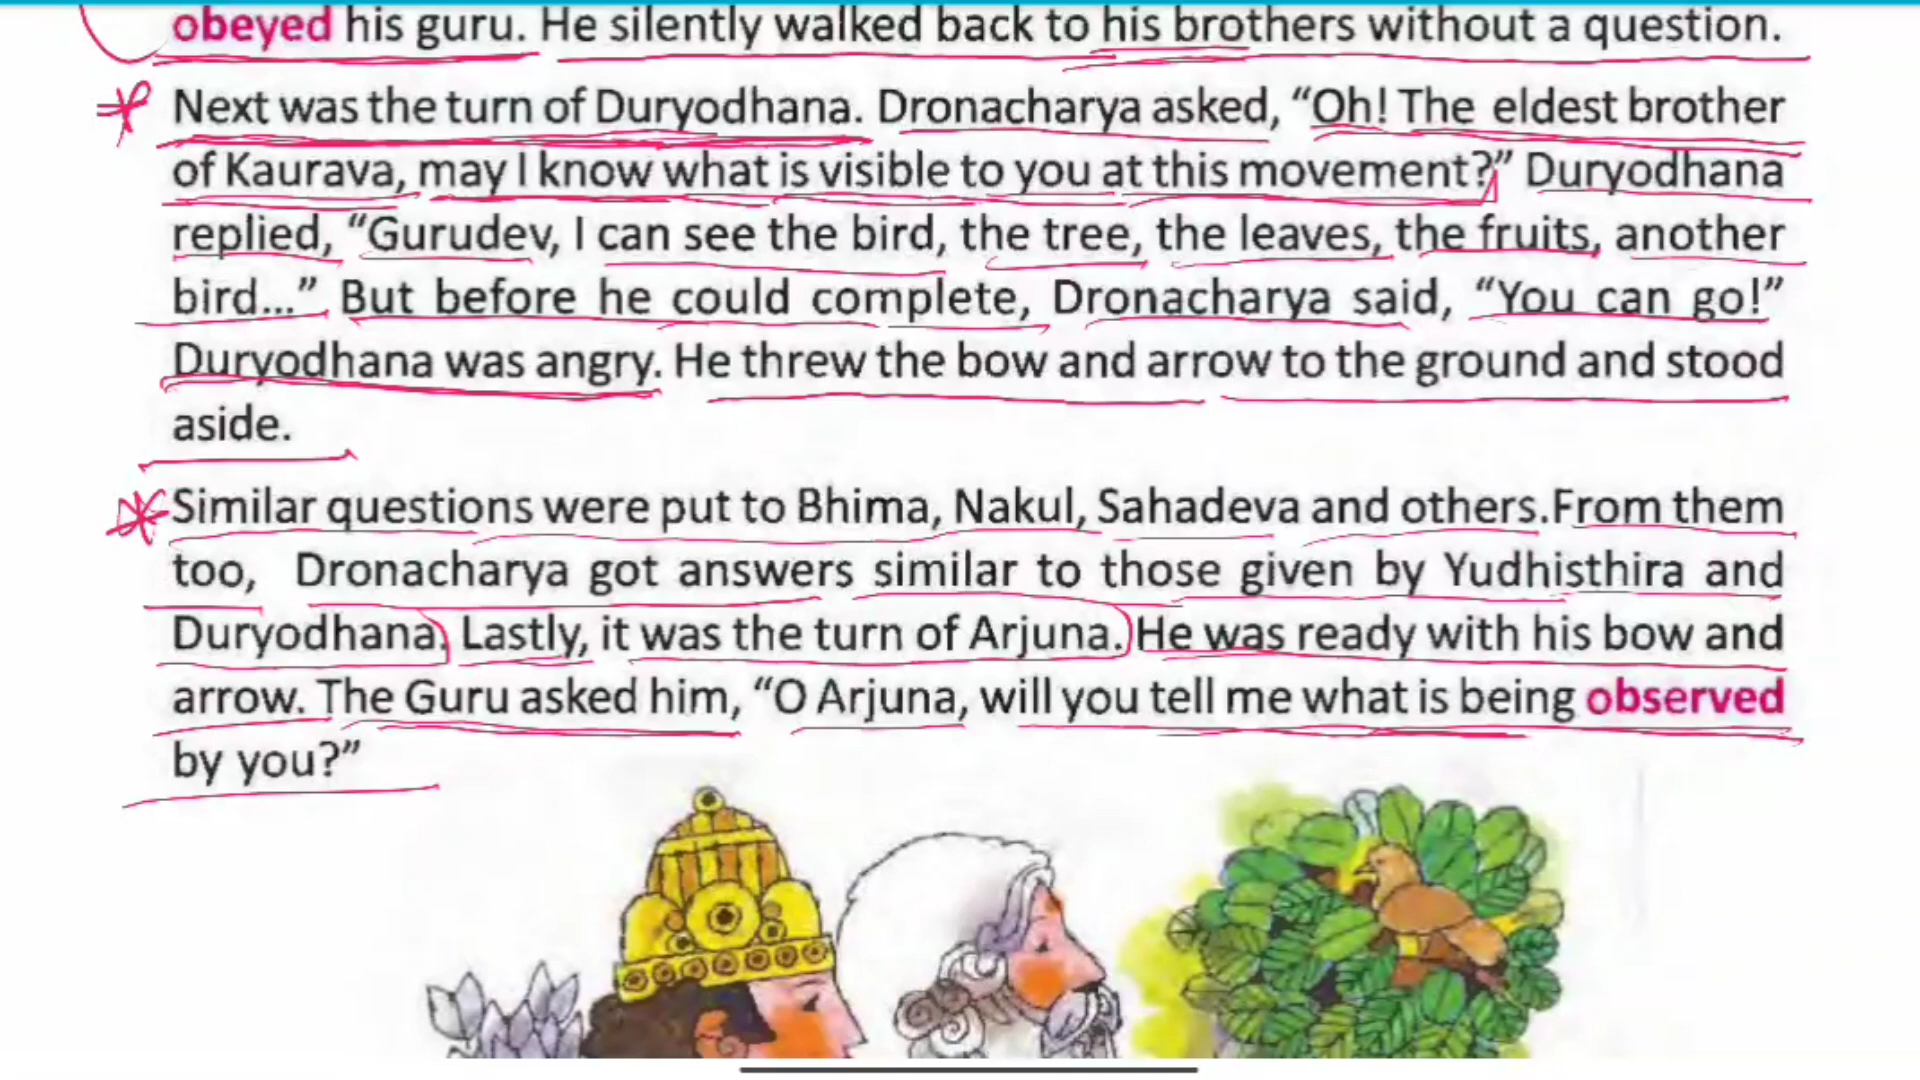 obeyed his guru. He silently walked back to his brothers without a question.
Next was the turn of Duryodhana. Dronacharya asked, “Oh! The eldest brother
of Kaurava, may I know what is visible to you at this movement?” Duryodhana
replied, “Gurudev, I can see the bird, the tree, the leaves, the fruits, another
bird...” But before he could complete, Dronacharya said, “You can go!”
Duryodhana was angry. He threw the bow and arrow to the ground and stood
aside.
Similar questions were put to Bhima, Nakul, Sahadeva and others.From them
too, Dronacharya got answers similar to those given by Yudhisthira and
Duryodhana. Lastly, it was the turn of Arjuna. He was ready with his bow and
arrow. The Guru asked him, “O Arjuna, will you tell me what is being observed
by you?”